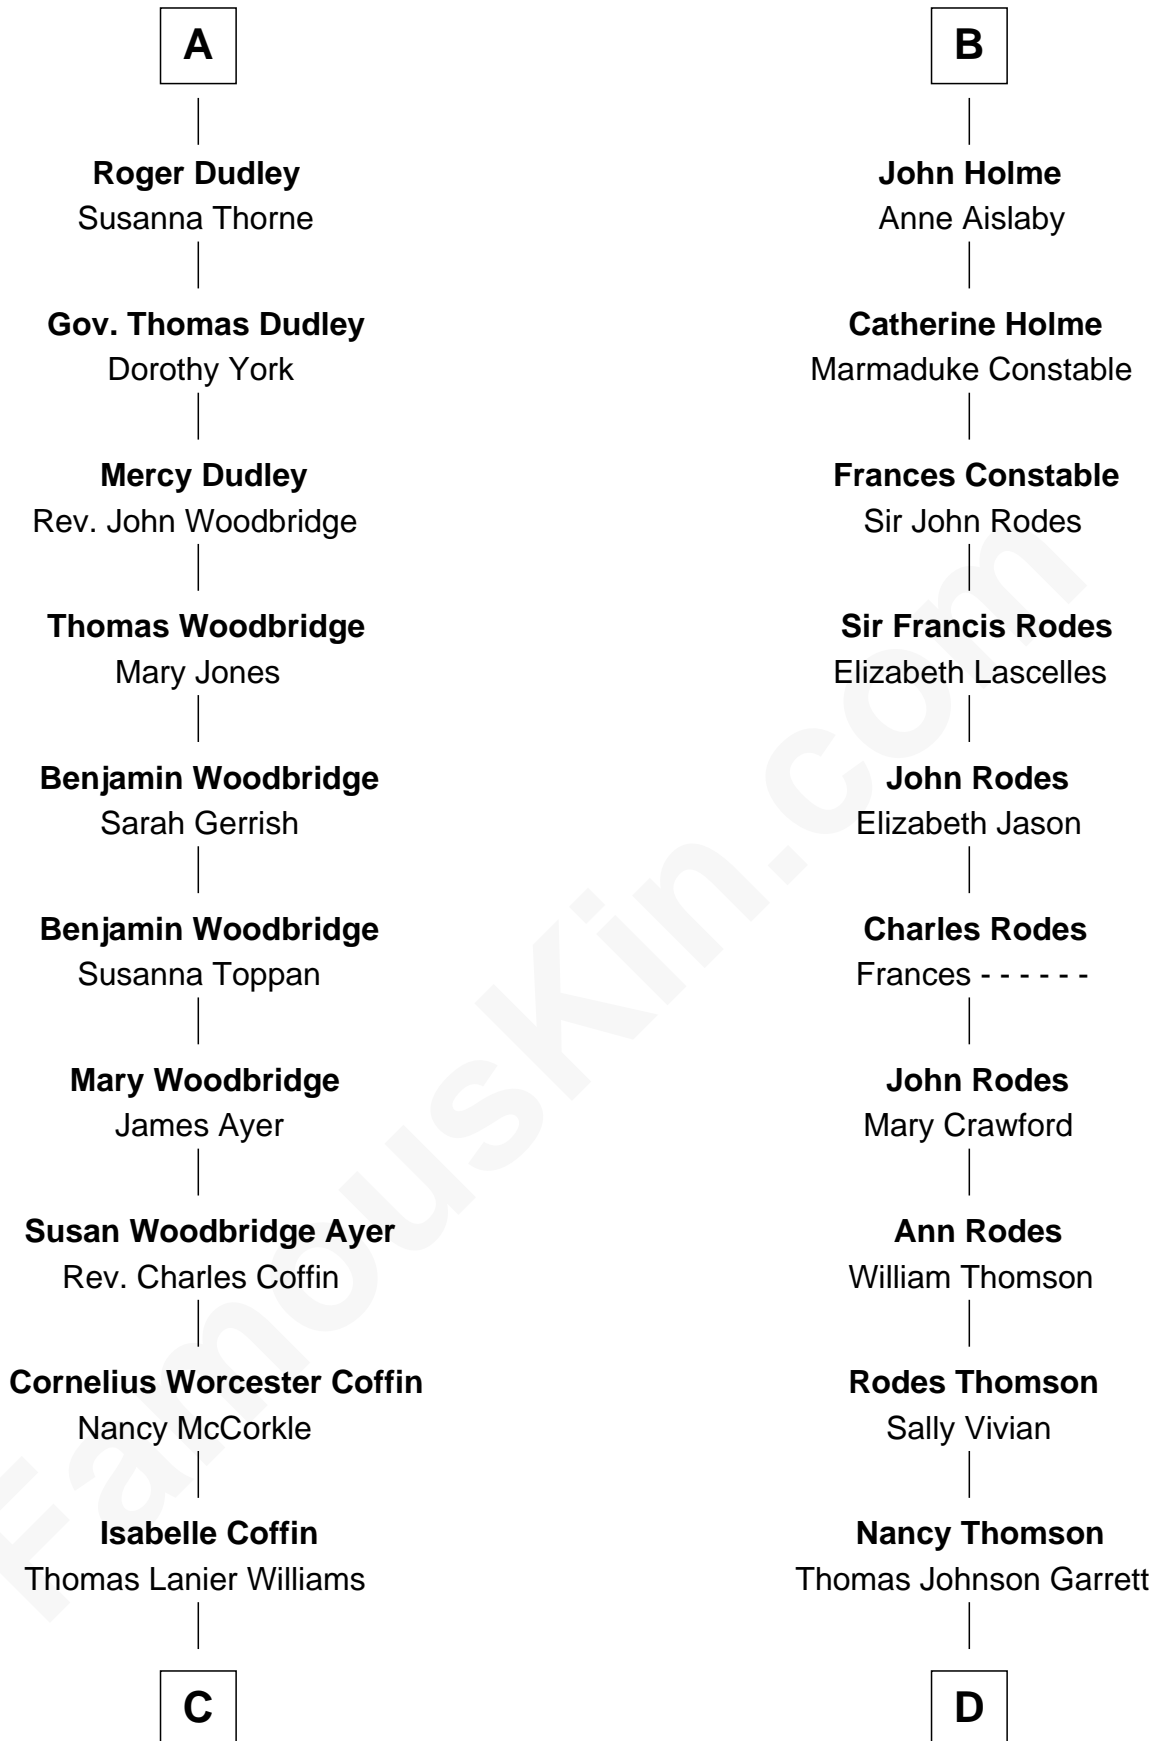 A
Roger Dudley
Susanna Thorne
Gov. Thomas Dudley
Dorothy York
Mercy Dudley
Rev. John Woodbridge
Thomas Woodbridge
Mary Jones
Benjamin Woodbridge
Sarah Gerrish
Benjamin Woodbridge
Susanna Toppan
Mary Woodbridge
James Ayer
Susan Woodbridge Ayer
Rev. Charles Coffin
Cornelius Worcester Coffin
Nancy McCorkle
Isabelle Coffin
Thomas Lanier Williams
C
B
John Holme
Anne Aislaby
Catherine Holme
Marmaduke Constable
Frances Constable
Sir John Rodes
Sir Francis Rodes
Elizabeth Lascelles
John Rodes
Elizabeth Jason
Charles Rodes
Frances - - - - - -
John Rodes
Mary Crawford
Ann Rodes
William Thomson
Rodes Thomson
Sally Vivian
Nancy Thomson
Thomas Johnson Garrett
D
FamousKin.com